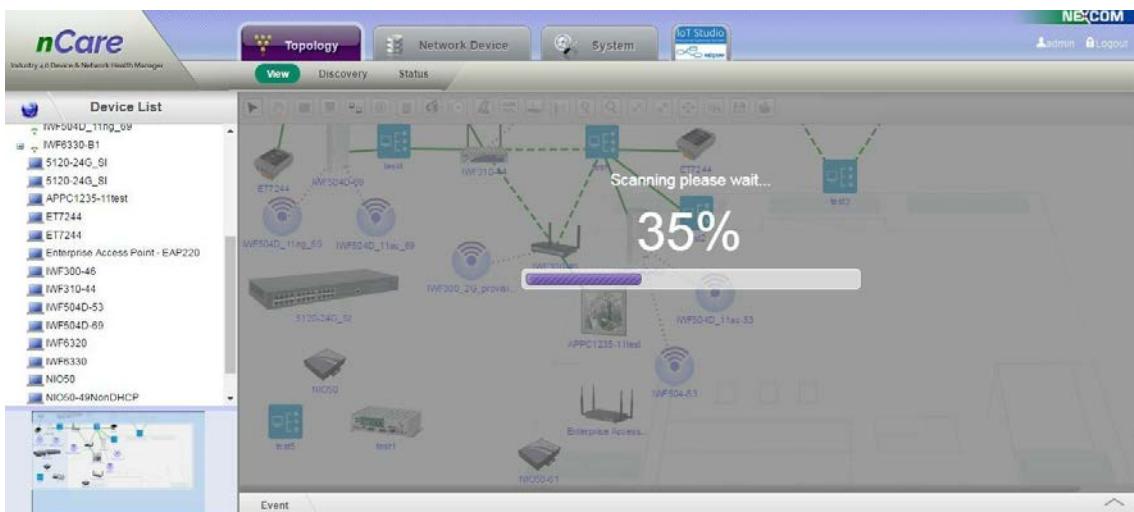 NEXCOM
nCare
Industry 4.0 Device & Network Health Manager
Topology
Network Device
System
IoT Studio
admin
Logout
View
Discovery
Status
Device List
IWF504D_11ng_69
IWF6330-B1
5120-24G_SI
5120-24G_SI
APPC1235-11test
ET7244
ET7244
Enterprise Access Point - EAP220
IWF300-46
IWF310-44
IWF504D-53
IWF504D-69
IWF6320
IWF6330
NIO50
NIO50-49NonDHCP
Scanning please wait...
35%
ET7244
IWF504D-69
IWF310-44
ET7244
IWF504D_11ng_69
IWF504D_11ac_69
IWF300_2G_provisi...
5120-24G_SI
IWF504D_11ac-53
APPC1235-11test
NIO50
IWF504-53
test5
test1
Enterprise Access...
NIO50-61
Event